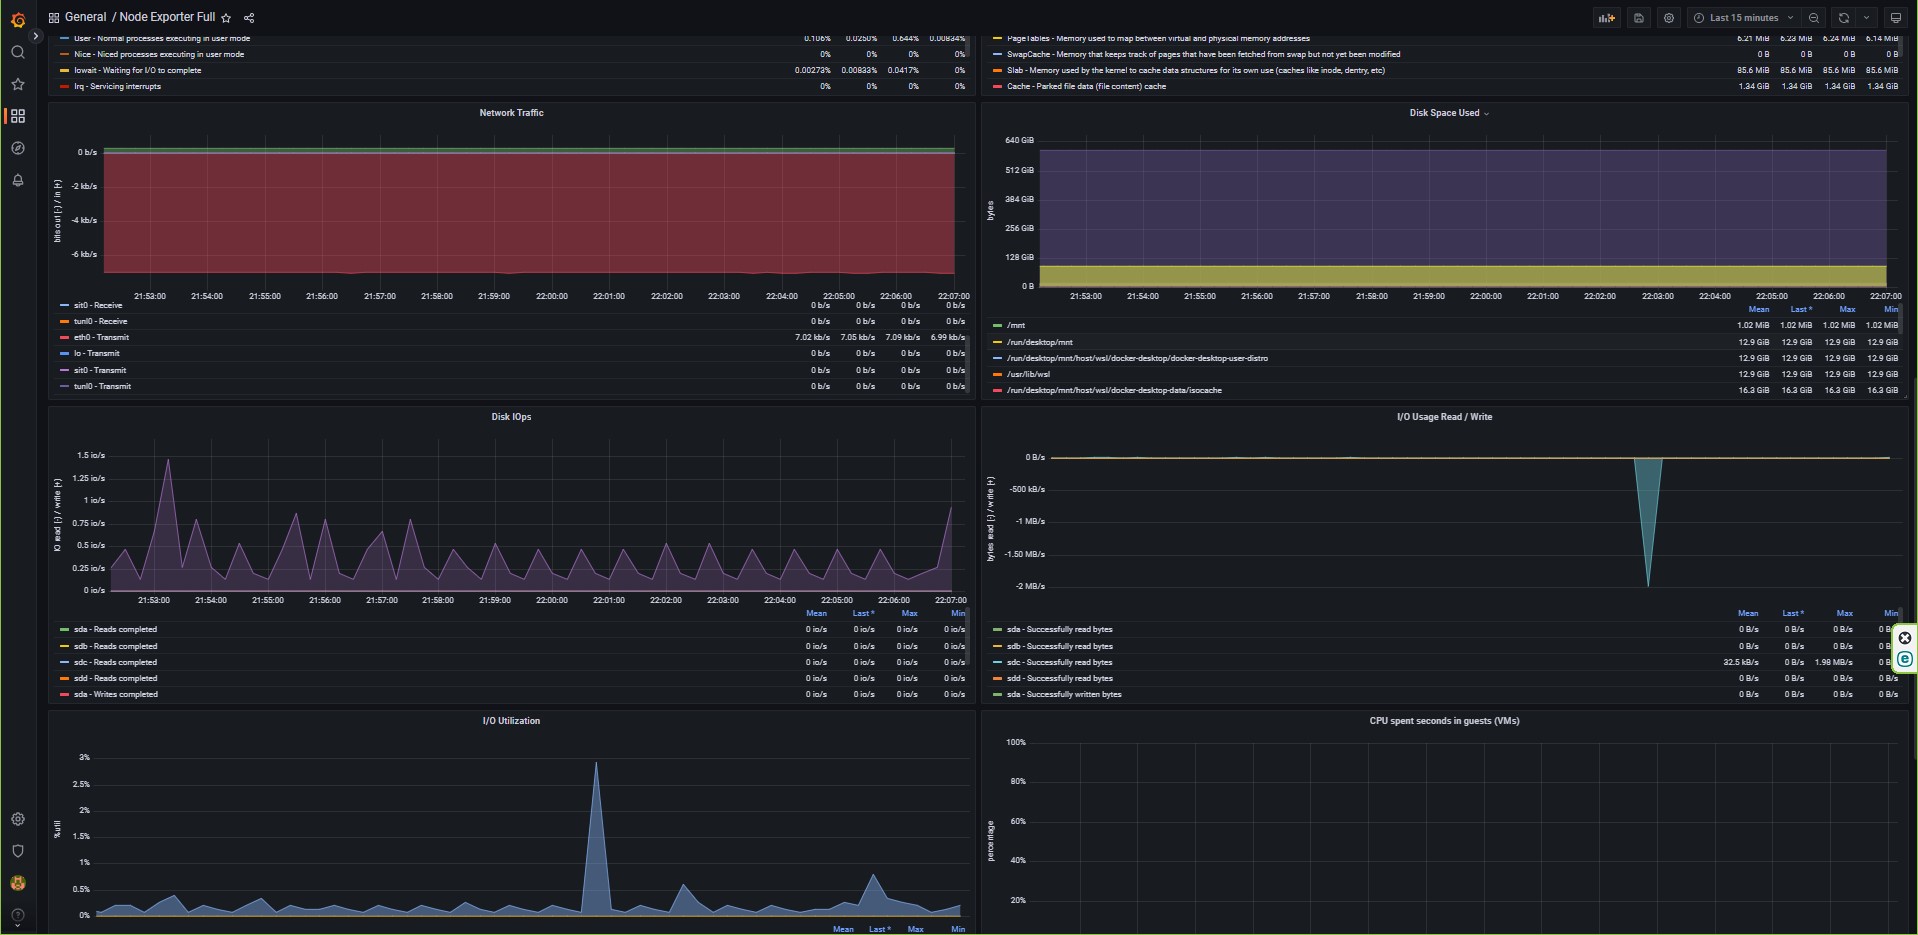 General / Node Exporter Full
Last 15 minutes
User - Normal processes executing in user mode 0.106% 0.0250% 0.644% 0.00834%
Nice - Niced processes executing in user mode 0% 0% 0% 0%
Iowait - Waiting for I/O to complete 0.00273% 0.00833% 0.0417% 0%
Irq - Servicing interrupts 0% 0% 0% 0%
PageTables - Memory used to map between virtual and physical memory addresses 6.21 MiB 6.23 MiB 6.24 MiB 6.14 MiB
SwapCache - Memory that keeps track of pages that have been fetched from swap but not yet been modified 0 B 0 B 0 B 0 B
Slab - Memory used by the kernel to cache data structures for its own use (caches like inode, dentry, etc) 85.6 MiB 85.6 MiB 85.6 MiB 85.6 MiB
Cache - Parked file data (file content) cache 1.34 GiB 1.34 GiB 1.34 GiB 1.34 GiB
Network Traffic
bits out [-] / in [+]
0 b/s
-2 kb/s
-4 kb/s
-6 kb/s
21:53:00 21:54:00 21:55:00 21:56:00 21:57:00 21:58:00 21:59:00 22:00:00 22:01:00 22:02:00 22:03:00 22:04:00 22:05:00 22:06:00 22:07:00
sit0 - Receive 0 b/s 0 b/s 0 b/s 0 b/s
tunl0 - Receive 0 b/s 0 b/s 0 b/s 0 b/s
eth0 - Transmit 7.02 kb/s 7.05 kb/s 7.09 kb/s 6.99 kb/s
lo - Transmit 0 b/s 0 b/s 0 b/s 0 b/s
sit0 - Transmit 0 b/s 0 b/s 0 b/s 0 b/s
tunl0 - Transmit 0 b/s 0 b/s 0 b/s 0 b/s
Disk Space Used
bytes
640 GiB
512 GiB
384 GiB
256 GiB
128 GiB
0 B
21:53:00 21:54:00 21:55:00 21:56:00 21:57:00 21:58:00 21:59:00 22:00:00 22:01:00 22:02:00 22:03:00 22:04:00 22:05:00 22:06:00 22:07:00
Mean Last * Max Min
/mnt 1.02 MiB 1.02 MiB 1.02 MiB 1.02 MiB
/run/desktop/mnt 12.9 GiB 12.9 GiB 12.9 GiB 12.9 GiB
/run/desktop/mnt/host/wsl/docker-desktop/docker-desktop-user-distro 12.9 GiB 12.9 GiB 12.9 GiB 12.9 GiB
/usr/lib/wsl 12.9 GiB 12.9 GiB 12.9 GiB 12.9 GiB
/run/desktop/mnt/host/wsl/docker-desktop-data/isocache 16.3 GiB 16.3 GiB 16.3 GiB 16.3 GiB
Disk IOps
IO read [-] / write [+]
1.5 io/s
1.25 io/s
1 io/s
0.75 io/s
0.5 io/s
0.25 io/s
0 io/s
21:53:00 21:54:00 21:55:00 21:56:00 21:57:00 21:58:00 21:59:00 22:00:00 22:01:00 22:02:00 22:03:00 22:04:00 22:05:00 22:06:00 22:07:00
Mean Last * Max Min
sda - Reads completed 0 io/s 0 io/s 0 io/s 0 io/s
sdb - Reads completed 0 io/s 0 io/s 0 io/s 0 io/s
sdc - Reads completed 0 io/s 0 io/s 0 io/s 0 io/s
sdd - Reads completed 0 io/s 0 io/s 0 io/s 0 io/s
sda - Writes completed 0 io/s 0 io/s 0 io/s 0 io/s
I/O Usage Read / Write
bytes read [-] / write [+]
0 B/s
-500 kB/s
-1 MB/s
-1.50 MB/s
-2 MB/s
Mean Last * Max Min
sda - Successfully read bytes 0 B/s 0 B/s 0 B/s 0 B
sdb - Successfully read bytes 0 B/s 0 B/s 0 B/s 0 B
sdc - Successfully read bytes 32.5 kB/s 0 B/s 1.98 MB/s 0 B
sdd - Successfully read bytes 0 B/s 0 B/s 0 B/s 0 B/s
sda - Successfully written bytes 0 B/s 0 B/s 0 B/s 0 B/s
I/O Utilization
%util
3%
2.5%
2%
1.5%
1%
0.5%
0%
Mean Last * Max Min
CPU spent seconds in guests (VMs)
percentage
100%
80%
60%
40%
20%